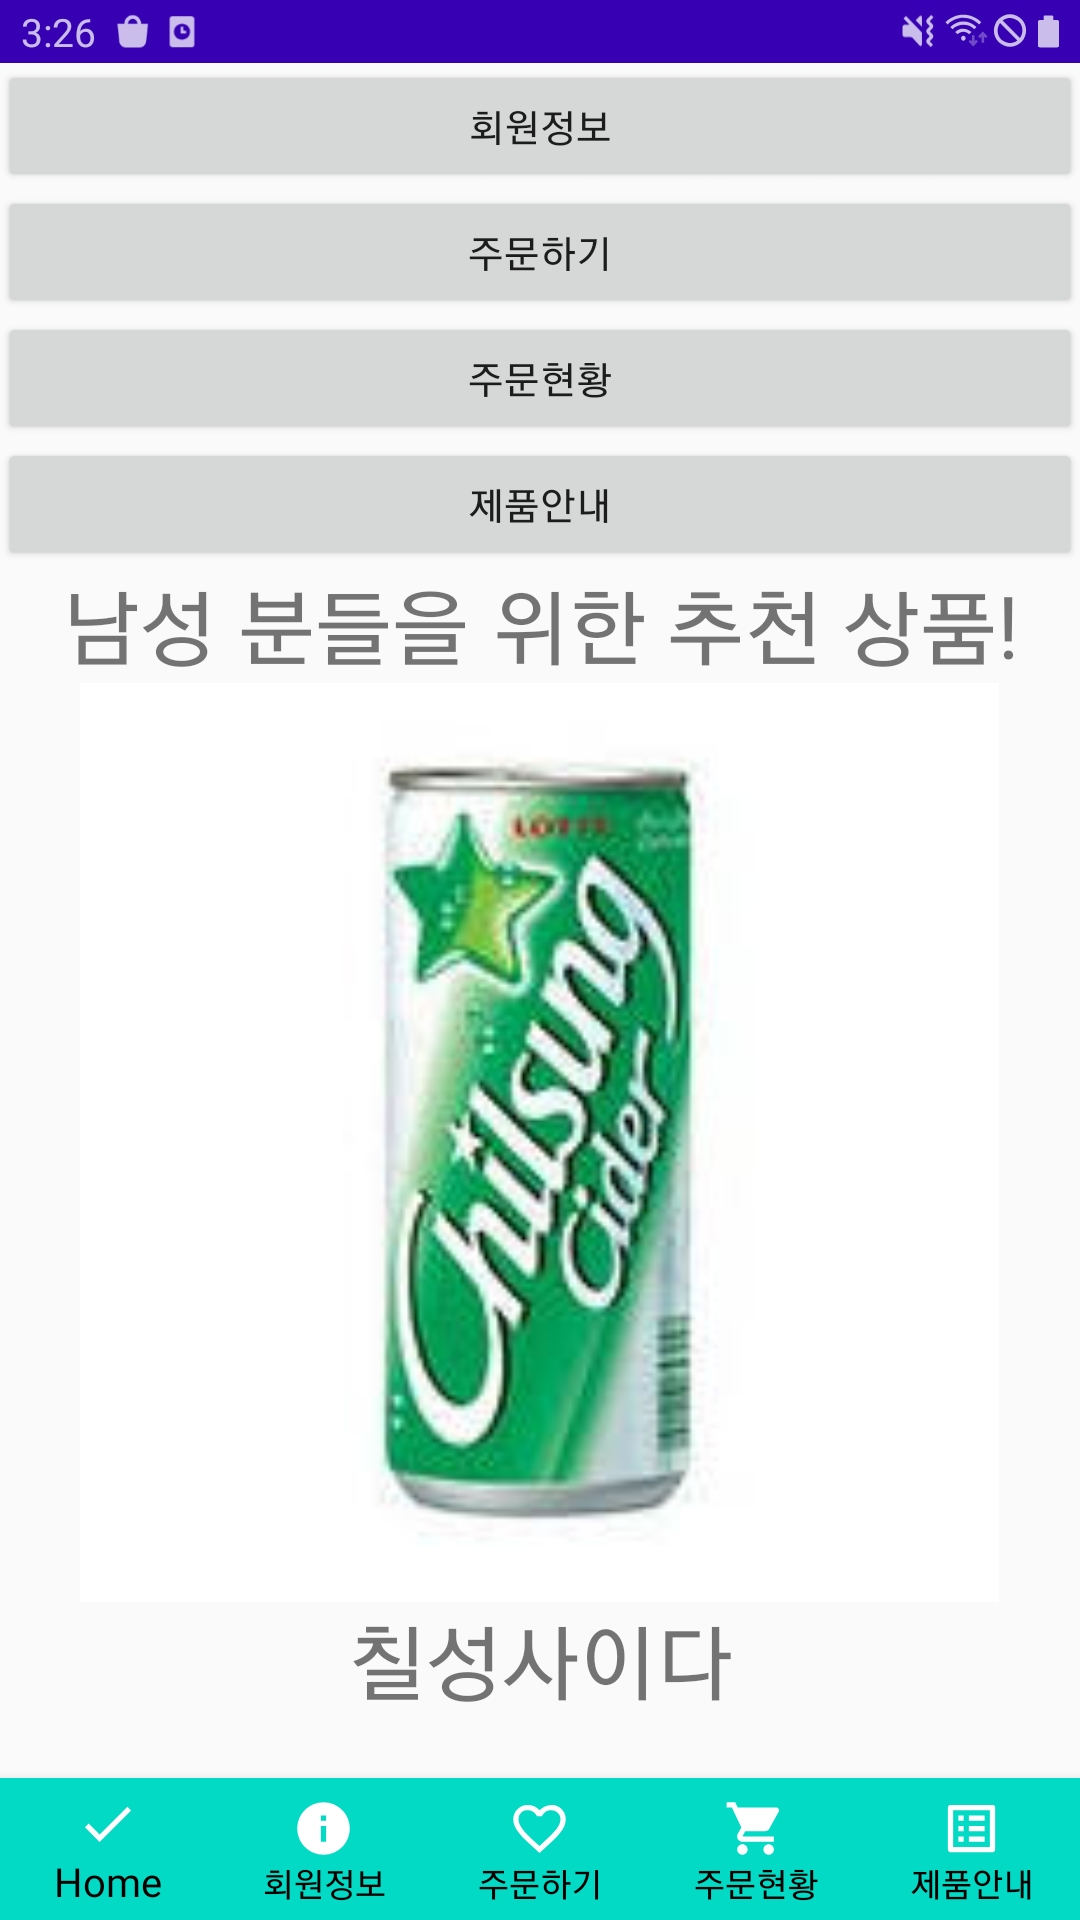 3:26
회원정보
주문하기
주문현황
제품안내
남성 분들을 위한 추천 상품!
LOTTE
Chilsung
Cider
칠성사이다
Home
회원정보
주문하기
주문현황
제품안내